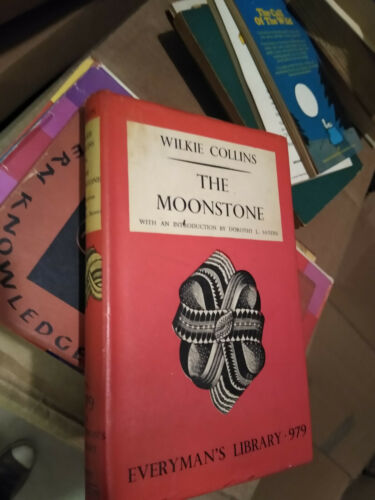 WILKIE COLLINS
THE
MOONSTONE
WITH AN INTRODUCTION BY DOROTHY L. SAYERS
EVERYMAN'S LIBRARY · 979
The Call
Of The Wild
KNOWLEDGE